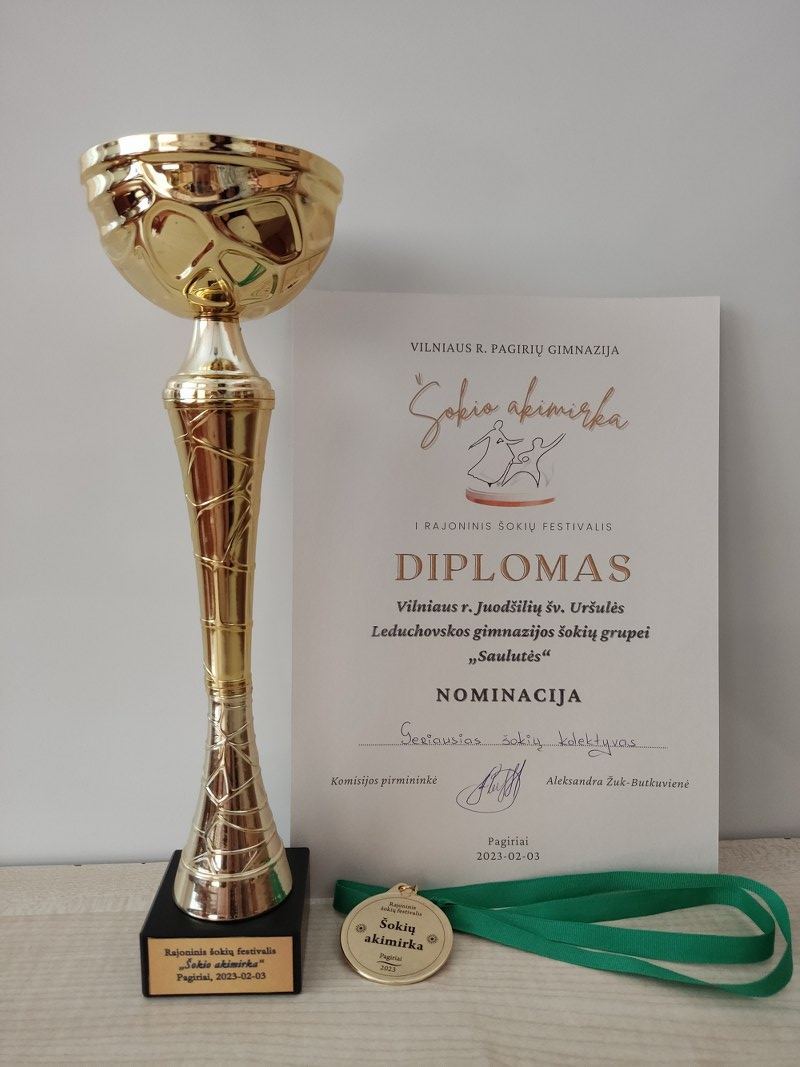 VILNIAUS R. PAGIRIŲ GIMNAZIJA
Šokio akimirka
I RAJONINIS ŠOKIŲ FESTIVALIS
DIPLOMAS
Vilniaus r. Juodšilių šv. Uršulės
Leduchovskos gimnazijos šokių grupei
„Saulutės“
NOMINACIJA
Geriausias šokių kolektyvas
Komisijos pirmininkė Aleksandra Žuk-Butkuvienė
Pagiriai
2023-02-03
Rajoninis šokių festivalis
„Šokio akimirka“
Pagiriai, 2023-02-03
Rajoninis
šokių festivalis
Šokių
akimirka
Pagiriai
2023